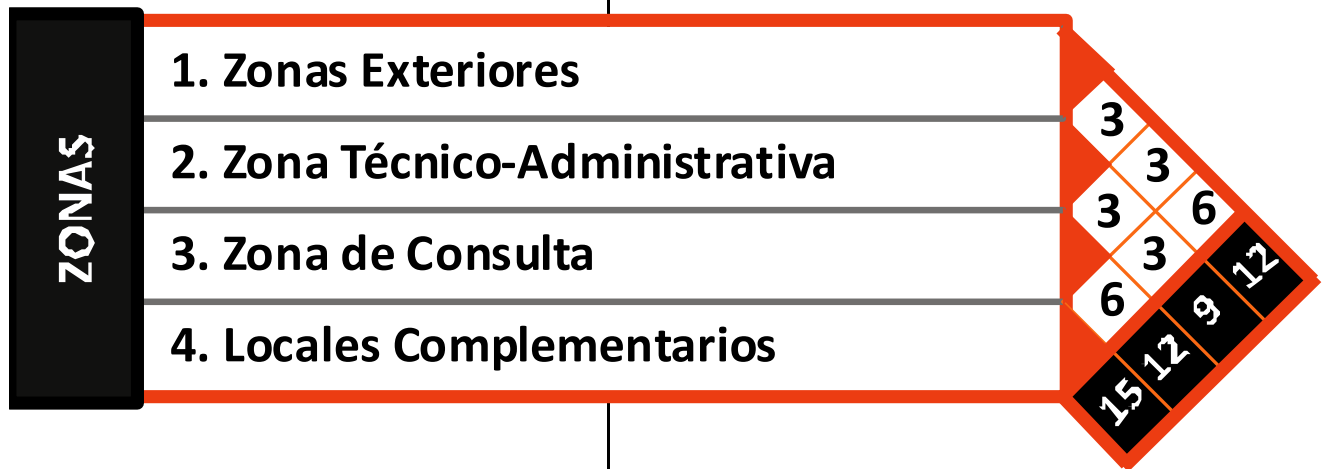 ZONAS
1. Zonas Exteriores
2. Zona Técnico-Administrativa
3. Zona de Consulta
4. Locales Complementarios
3
3
3 6
3
6
12
9
12
15